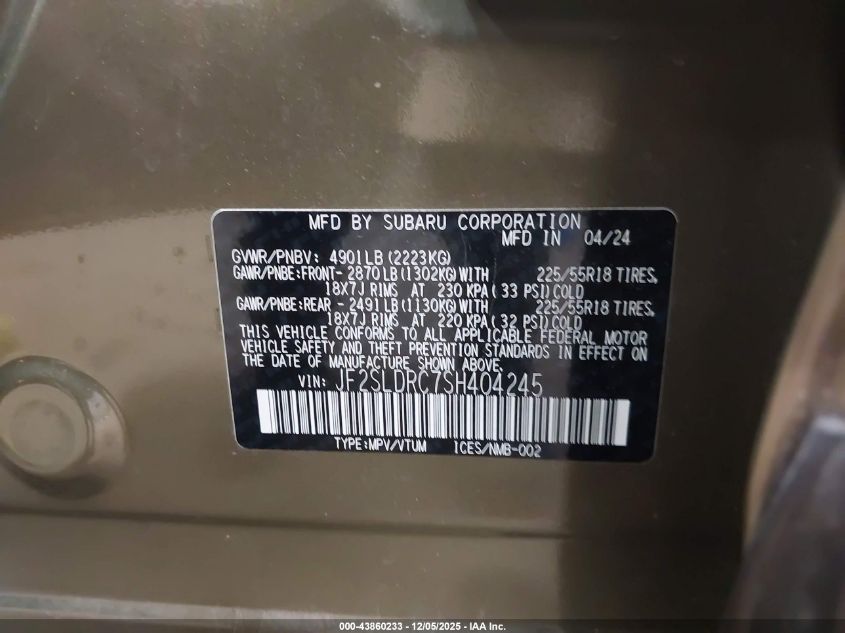 MFD BY SUBARU CORPORATION
MFD IN 04/24
GVWR/PNBV: 4901LB(2223KG)
GAWR/PNBE:FRONT- 2870LB(1302KG)WITH 225/55R18 TIRES,
18X7J RIMS AT 230 KPA( 33 PSI)COLD
GAWR/PNBE:REAR - 2491LB(1130KG)WITH 225/55R18 TIRES,
18X7J RIMS AT 220 KPA( 32 PSI)COLD
THIS VEHICLE CONFORMS TO ALL APPLICABLE FEDERAL MOTOR
VEHICLE SAFETY AND THEFT PREVENTION STANDARDS IN EFFECT ON
THE DATE OF MANUFACTURE SHOWN ABOVE.
VIN: JF2SLDRC7SH404245
TYPE:MPV/VTUM ICES/NMB-002
000-43860233 - 12/05/2025 - IAA Inc.